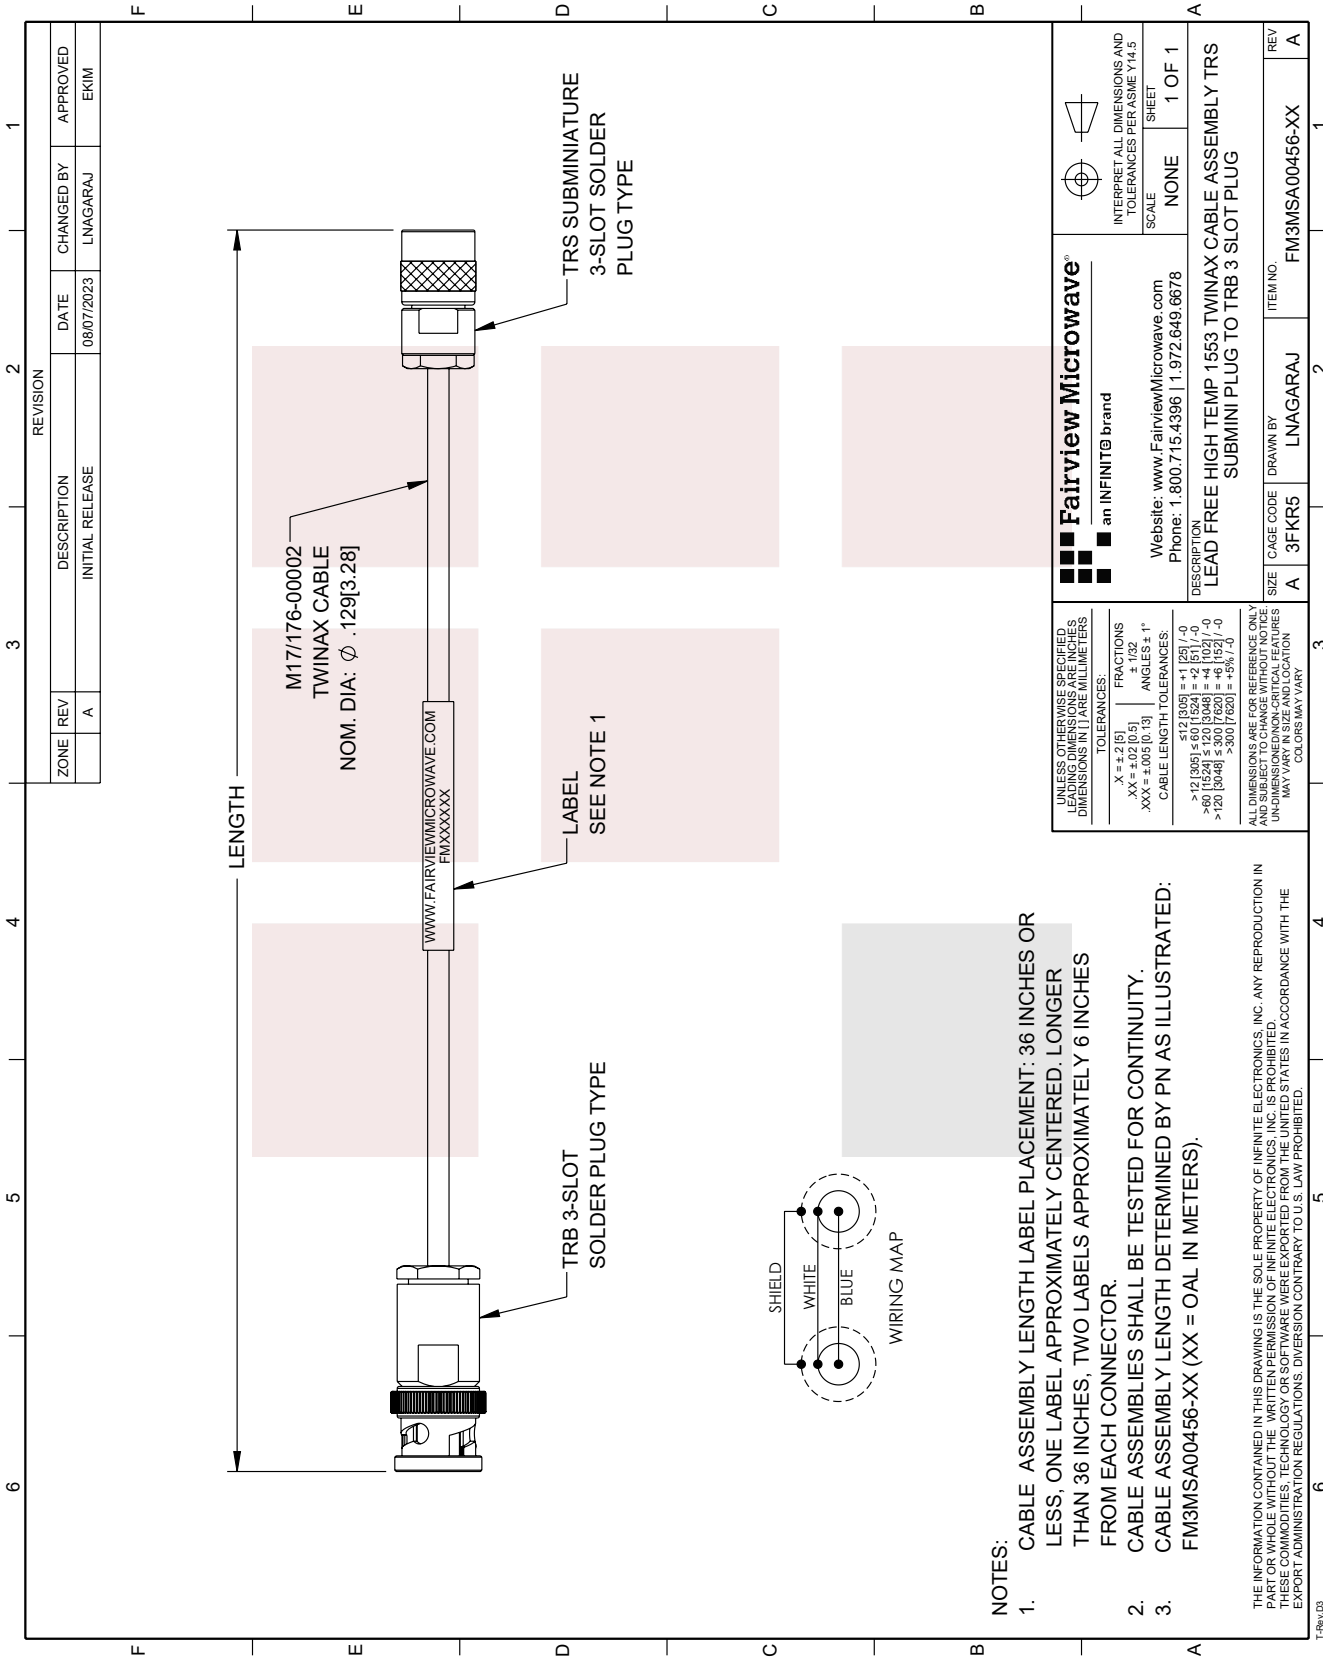 REVISION
ZONE REV DESCRIPTION DATE CHANGED BY APPROVED
A INITIAL RELEASE 08/07/2023 LNAGARAJ EKIM
6 5 4 3 2 1
F
E
D
C
B
A
LENGTH
M17/176-00002
TWINAX CABLE
NOM. DIA: Ø .129[3.28]
WWW.FAIRVIEWMICROWAVE.COM
FMXXXXXX
TRB 3-SLOT
SOLDER PLUG TYPE
LABEL
SEE NOTE 1
TRS SUBMINIATURE
3-SLOT SOLDER
PLUG TYPE
SHIELD
WHITE
BLUE
WIRING MAP
NOTES:
1. CABLE ASSEMBLY LENGTH LABEL PLACEMENT: 36 INCHES OR
LESS, ONE LABEL APPROXIMATELY CENTERED. LONGER
THAN 36 INCHES, TWO LABELS APPROXIMATELY 6 INCHES
FROM EACH CONNECTOR.
2. CABLE ASSEMBLIES SHALL BE TESTED FOR CONTINUITY.
3. CABLE ASSEMBLY LENGTH DETERMINED BY PN AS ILLUSTRATED:
FM3MSA00456-XX (XX = OAL IN METERS).
THE INFORMATION CONTAINED IN THIS DRAWING IS THE SOLE PROPERTY OF INFINITE ELECTRONICS, INC. ANY REPRODUCTION IN
PART OR WHOLE WITHOUT THE WRITTEN PERMISSION OF INFINITE ELECTRONICS, INC. IS PROHIBITED.
THESE COMMODITIES, TECHNOLOGY OR SOFTWARE WERE EXPORTED FROM THE UNITED STATES IN ACCORDANCE WITH THE
EXPORT ADMINISTRATION REGULATIONS. DIVERSION CONTRARY TO U.S. LAW PROHIBITED.
UNLESS OTHERWISE SPECIFIED
LEADING DIMENSIONS ARE INCHES
DIMENSIONS IN [ ] ARE MILLIMETERS
TOLERANCES:
.X = ±.2 [5] FRACTIONS
.XX = ±.02 [0.5] ± 1/32
.XXX = ±.005 [0.13] ANGLES ± 1°
CABLE LENGTH TOLERANCES:
≤12 [305] = +1 [25] / -0
>12 [305] ≤ 60 [1524] = +2 [51] / -0
>60 [1524] ≤ 120 [3048] = +4 [102] / -0
>120 [3048] ≤ 300 [7620] = +6 [152] / -0
>300 [7620] = +5% / -0
ALL DIMENSIONS ARE FOR REFERENCE ONLY
AND SUBJECT TO CHANGE WITHOUT NOTICE.
UN-DIMENSIONED/NON-CRITICAL FEATURES
MAY VARY IN SIZE AND LOCATION
COLORS MAY VARY
Fairview Microwave®
an INFINITE brand
Website: www.FairviewMicrowave.com
Phone: 1.800.715.4396 | 1.972.649.6678
INTERPRET ALL DIMENSIONS AND
TOLERANCES PER ASME Y14.5
SCALE NONE SHEET 1 OF 1
DESCRIPTION
LEAD FREE HIGH TEMP 1553 TWINAX CABLE ASSEMBLY TRS
SUBMINI PLUG TO TRB 3 SLOT PLUG
SIZE A CAGE CODE 3FKR5 DRAWN BY LNAGARAJ ITEM NO. FM3MSA00456-XX REV A
F
E
D
C
B
A
6 5 4 3 2 1
T-Rev.D3